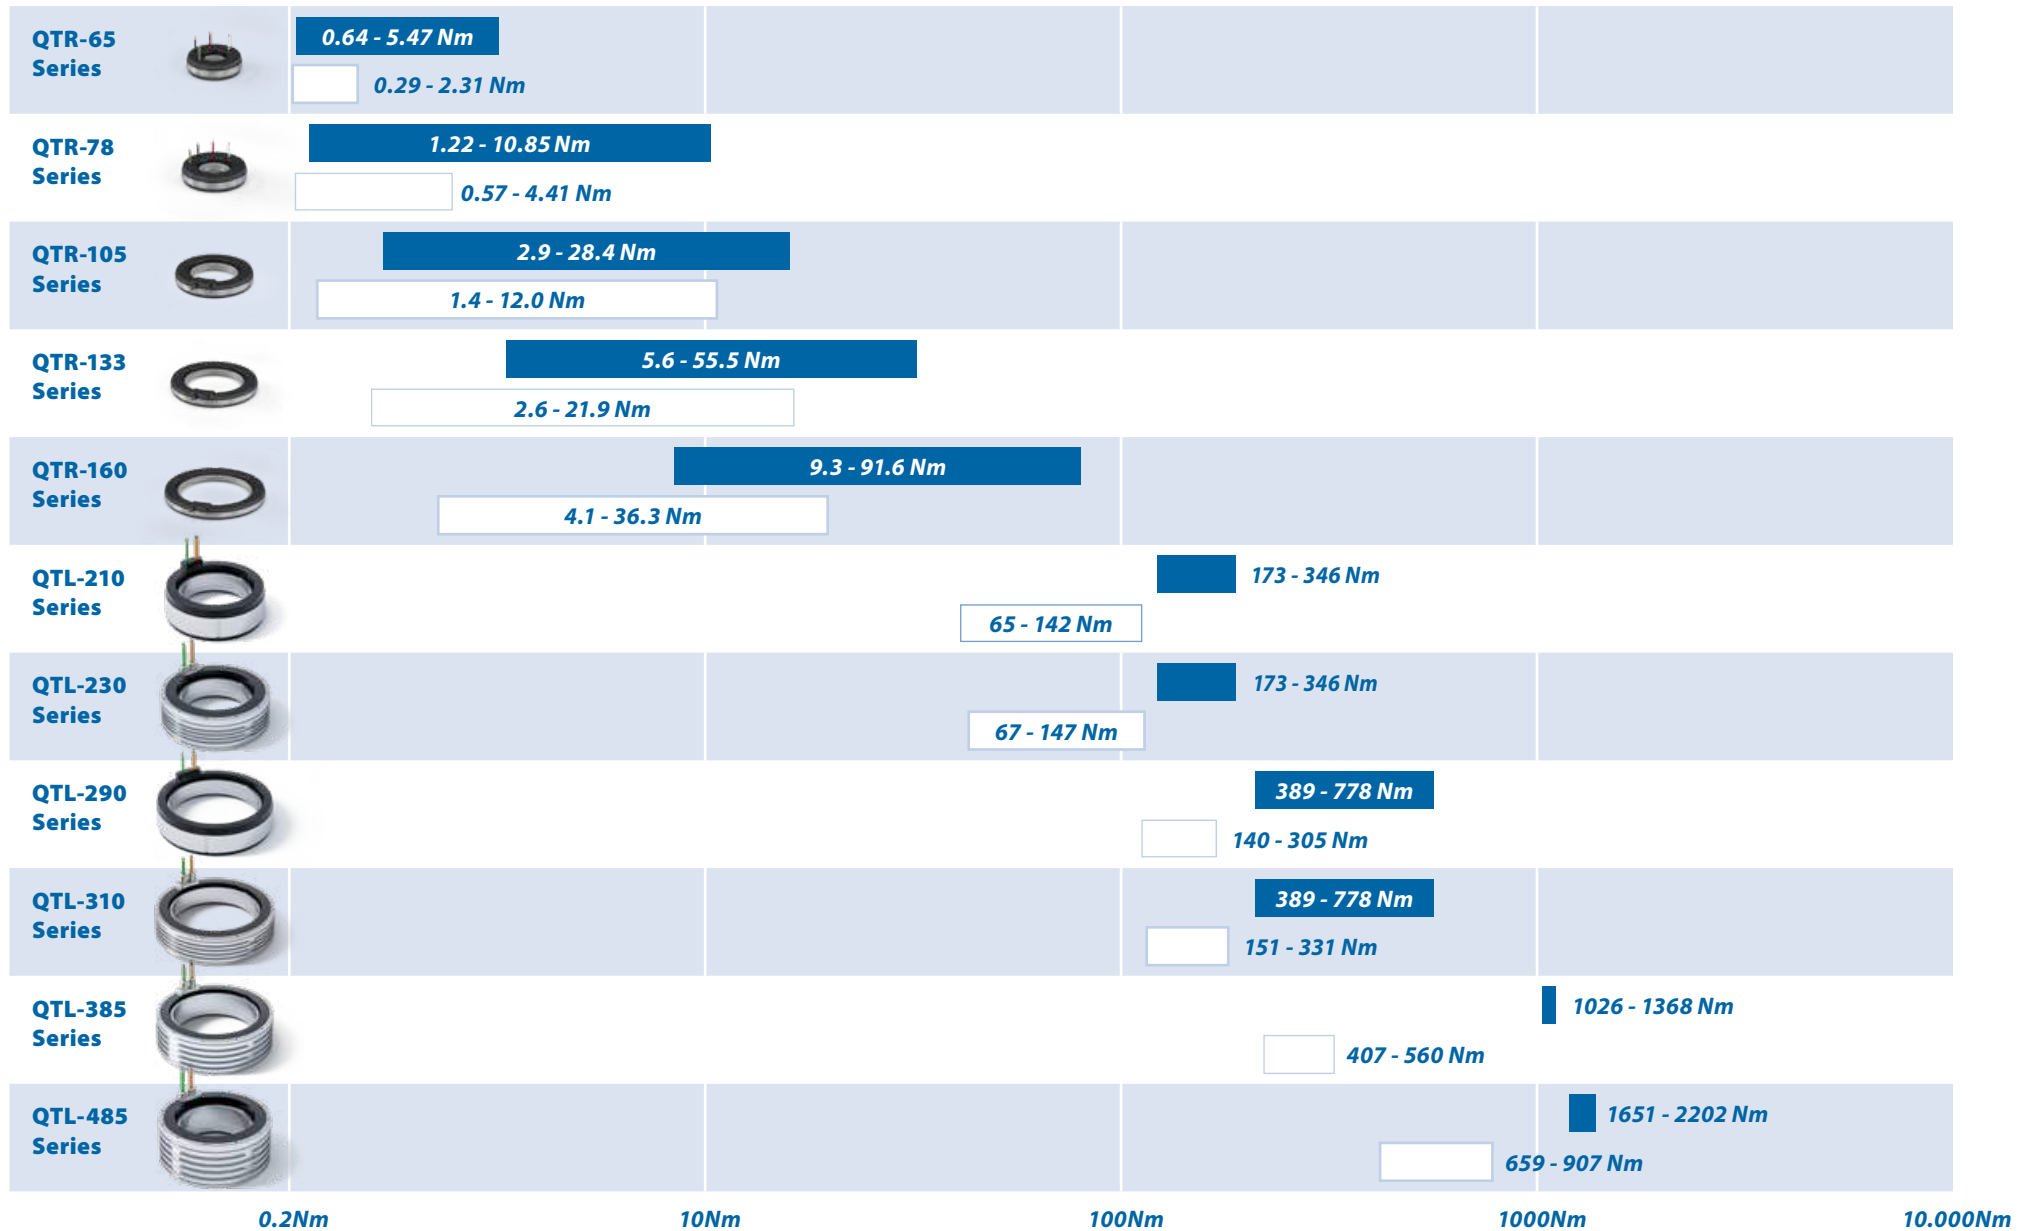 QTR-65
Series
0.64 - 5.47 Nm
0.29 - 2.31 Nm
QTR-78
Series
1.22 - 10.85 Nm
0.57 - 4.41 Nm
QTR-105
Series
2.9 - 28.4 Nm
1.4 - 12.0 Nm
QTR-133
Series
5.6 - 55.5 Nm
2.6 - 21.9 Nm
QTR-160
Series
9.3 - 91.6 Nm
4.1 - 36.3 Nm
QTL-210
Series
173 - 346 Nm
65 - 142 Nm
QTL-230
Series
173 - 346 Nm
67 - 147 Nm
QTL-290
Series
389 - 778 Nm
140 - 305 Nm
QTL-310
Series
389 - 778 Nm
151 - 331 Nm
QTL-385
Series
1026 - 1368 Nm
407 - 560 Nm
QTL-485
Series
1651 - 2202 Nm
659 - 907 Nm
0.2Nm 10Nm 100Nm 1000Nm 10.000Nm